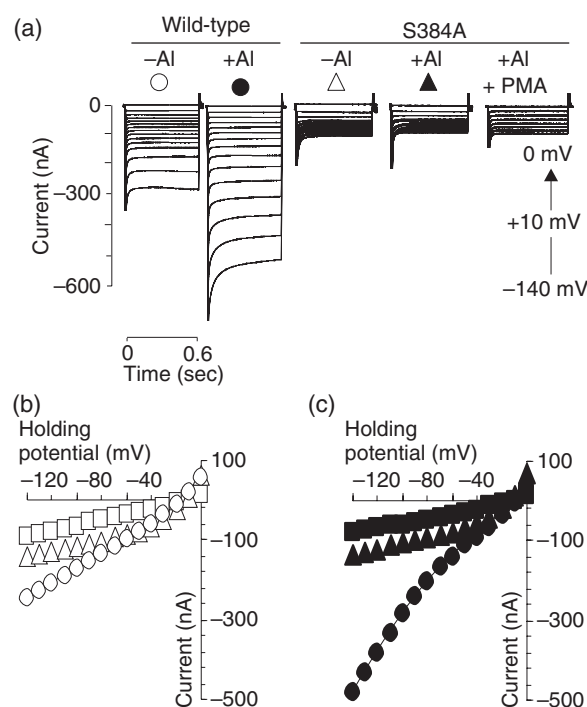 (a)
Wild-type
S384A
–Al
+Al
–Al
+Al
+Al
+ PMA
0
–300
–600
Current (nA)
0 mV
+10 mV
–140 mV
0
0.6
Time (sec)
(b)
Holding
potential (mV)
–120
–80
–40
100
–100
–300
–500
Current (nA)
(c)
Holding
potential (mV)
–120
–80
–40
100
–100
–300
–500
Current (nA)